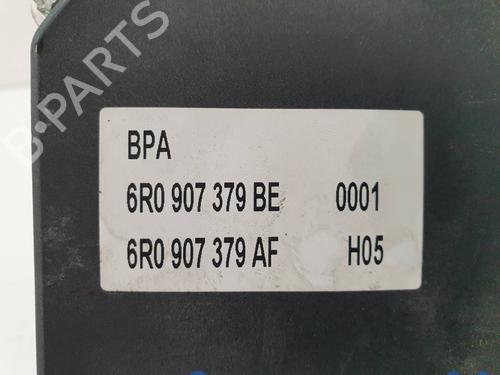 B-PARTS
BPA
6R0 907 379 BE 0001
6R0 907 379 AF H05